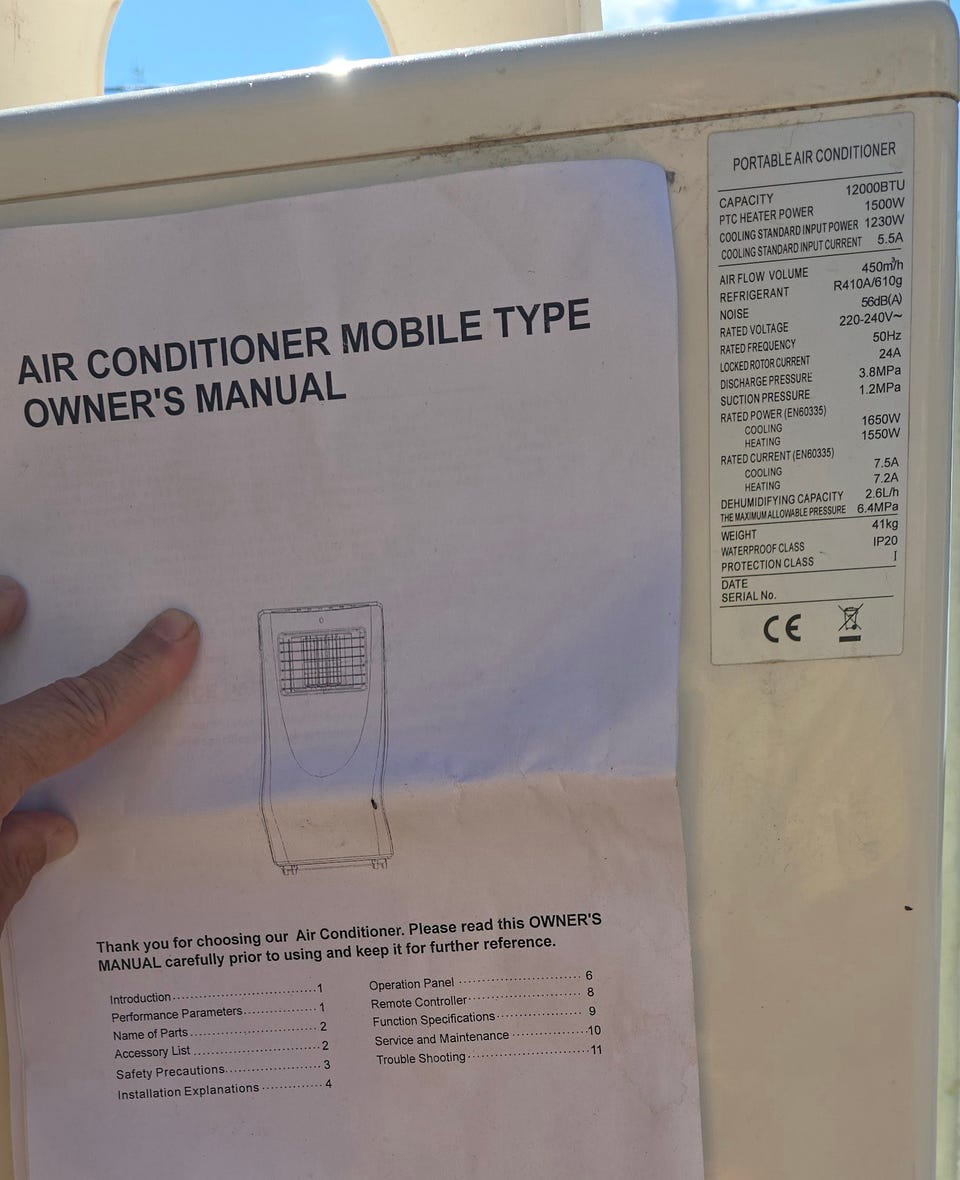 AIR CONDITIONER MOBILE TYPE
OWNER'S MANUAL
Thank you for choosing our Air Conditioner. Please read this OWNER'S
MANUAL carefully prior to using and keep it for further reference.
Introduction 1
Performance Parameters 1
Name of Parts 2
Accessory List 2
Safety Precautions 3
Installation Explanations 4
Operation Panel 6
Remote Controller 8
Function Specifications 9
Service and Maintenance 10
Trouble Shooting 11
PORTABLE AIR CONDITIONER
CAPACITY 12000BTU
PTC HEATER POWER 1500W
COOLING STANDARD INPUT POWER 1230W
COOLING STANDARD INPUT CURRENT 5.5A
AIR FLOW VOLUME 450m³/h
REFRIGERANT R410A/610g
NOISE 56dB(A)
RATED VOLTAGE 220-240V~
RATED FREQUENCY 50Hz
LOCKED ROTOR CURRENT 24A
DISCHARGE PRESSURE 3.8MPa
SUCTION PRESSURE 1.2MPa
RATED POWER (EN60335)
COOLING 1650W
HEATING 1550W
RATED CURRENT (EN60335)
COOLING 7.5A
HEATING 7.2A
DEHUMIDIFYING CAPACITY 2.6L/h
THE MAXIMUM ALLOWABLE PRESSURE 6.4MPa
WEIGHT 41kg
WATERPROOF CLASS IP20
PROTECTION CLASS I
DATE
SERIAL No.
CE